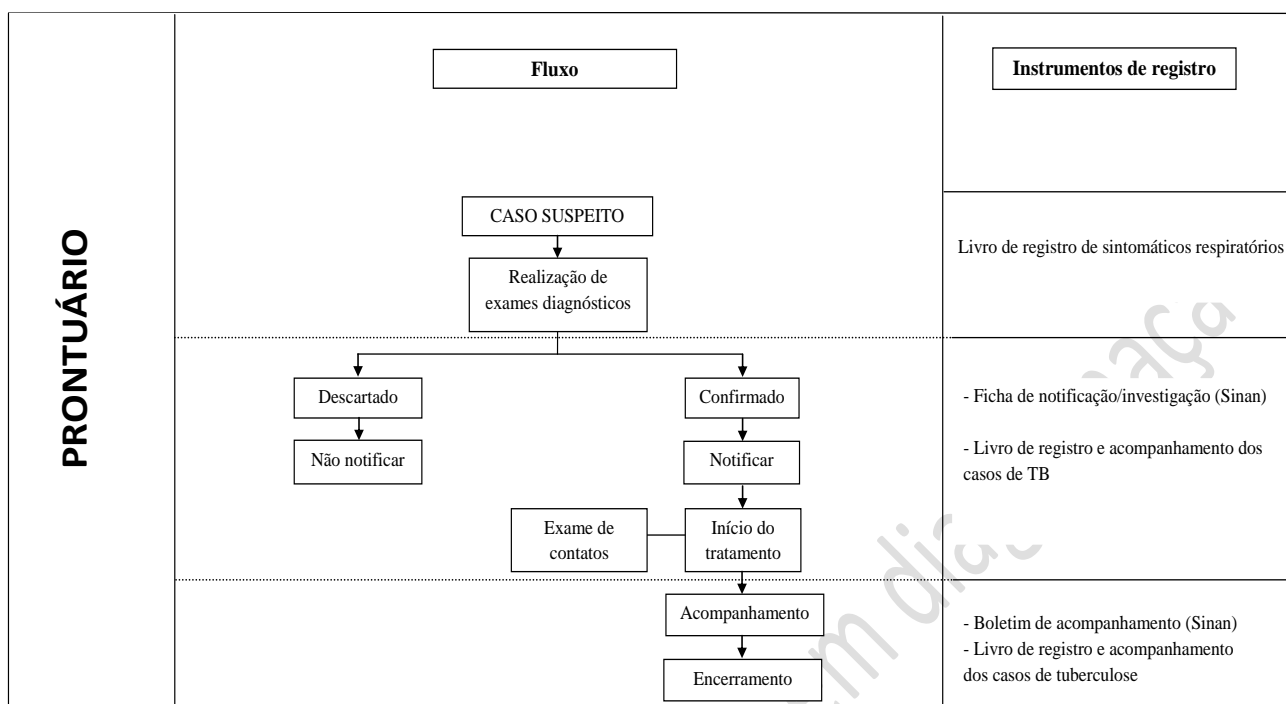 PRONTUÁRIO
Fluxo
Instrumentos de registro
CASO SUSPEITO
Livro de registro de sintomáticos respiratórios
Realização de
exames diagnósticos
Descartado
Confirmado
- Ficha de notificação/investigação (Sinan)
Não notificar
Notificar
- Livro de registro e acompanhamento dos
casos de TB
Exame de
contatos
Início do
tratamento
Acompanhamento
- Boletim de acompanhamento (Sinan)
- Livro de registro e acompanhamento
dos casos de tuberculose
Encerramento